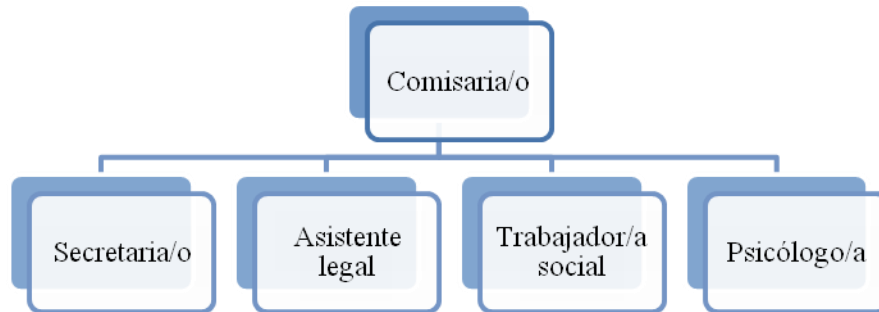 Comisaria/o
Secretaria/o
Asistente
legal
Trabajador/a
social
Psicólogo/a